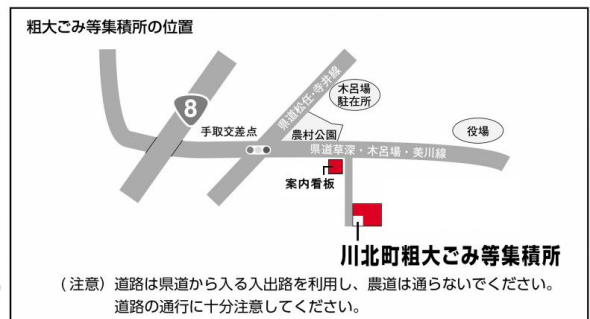 粗大ごみ等集積所の位置
8
県道松任・寺井線
木呂場
駐在所
手取交差点
農村公園
役場
県道草深・木呂場・美川線
案内看板
川北町粗大ごみ等集積所
(注意) 道路は県道から入る入出路を利用し、農道は通らないでください。
道路の通行に十分注意してください。